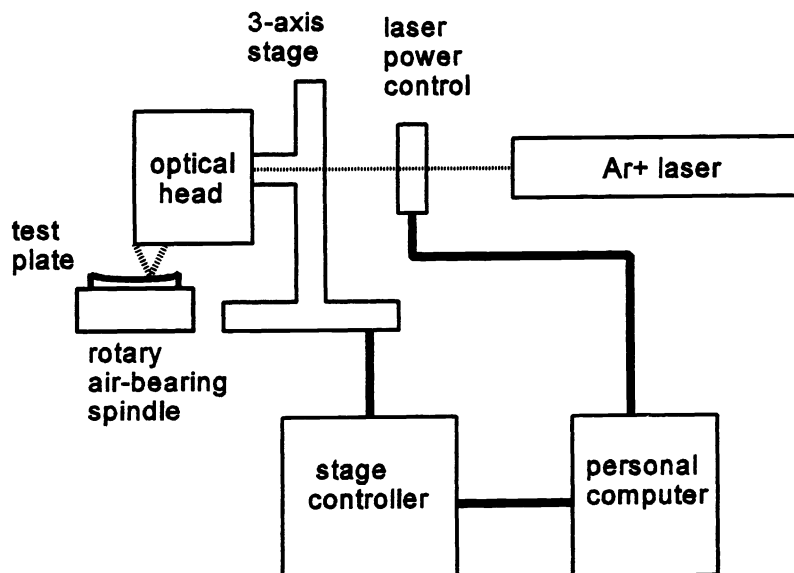 3-axis
stage
laser
power
control
optical
head
Ar+ laser
test
plate
rotary
air-bearing
spindle
stage
controller
personal
computer